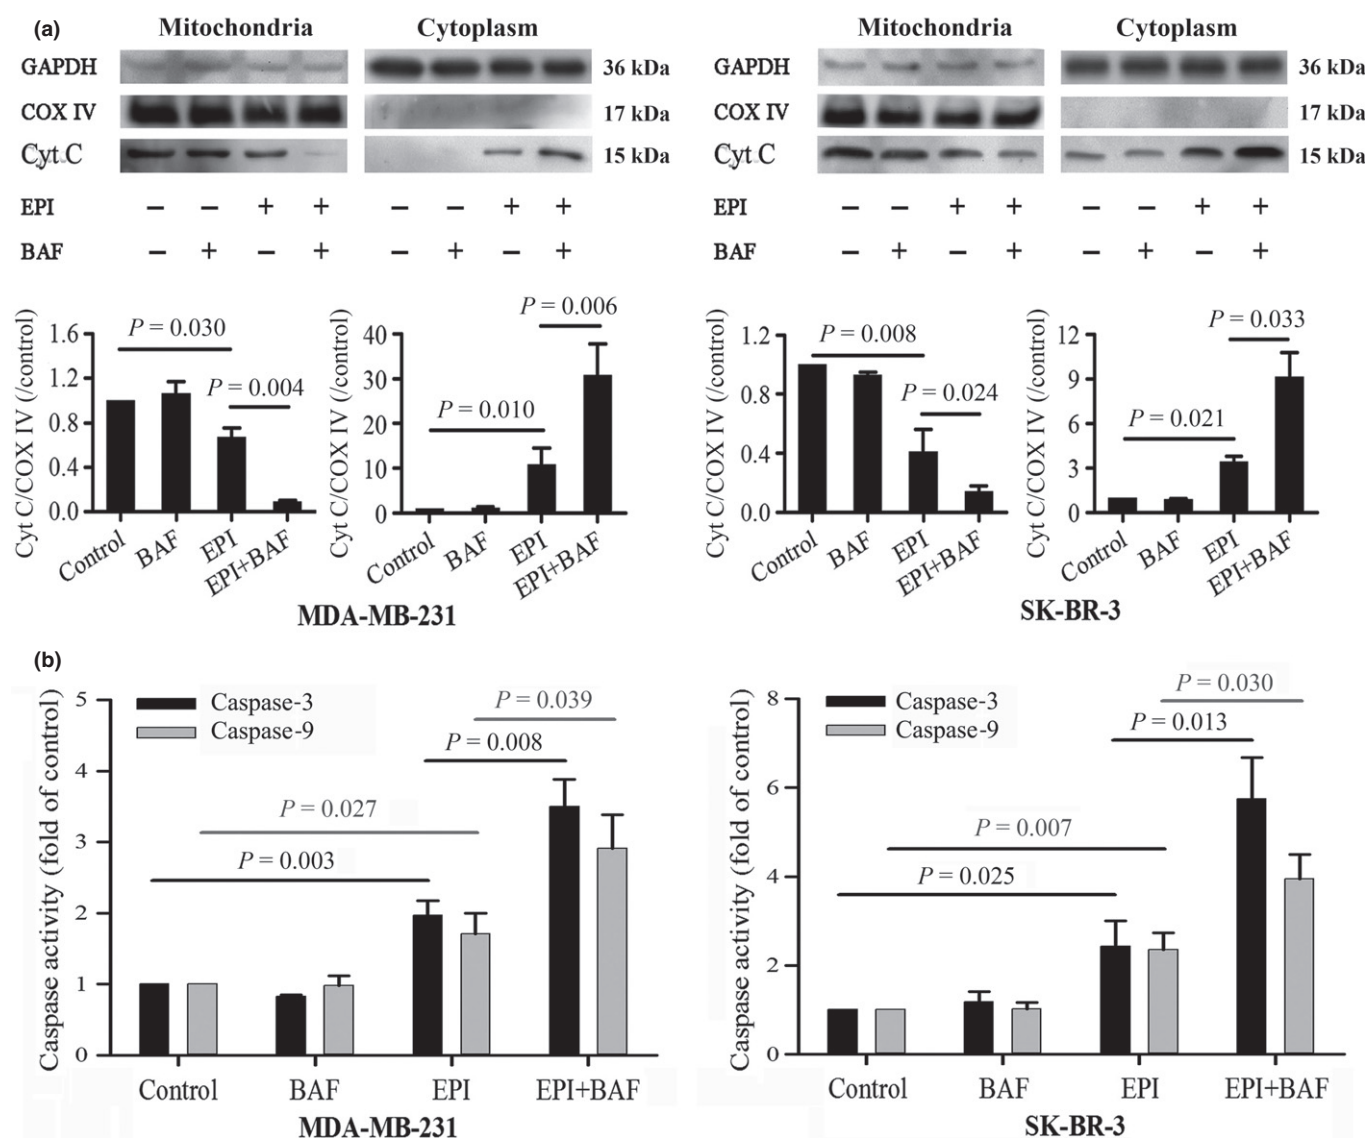 (a)
Mitochondria Cytoplasm Mitochondria Cytoplasm
GAPDH 36 kDa GAPDH 36 kDa
COX IV 17 kDa COX IV 17 kDa
Cyt C 15 kDa Cyt C 15 kDa
EPI – – + + – – + + EPI – – + + – – + +
BAF – + – + – + – + BAF – + – + – + – +
Cyt C/COX IV (/control)
1.6
1.2
0.8
0.4
0.0
P = 0.030
P = 0.004
Control BAF EPI EPI+BAF
Cyt C/COX IV (/control)
40
30
20
10
0
P = 0.006
P = 0.010
Control BAF EPI EPI+BAF
MDA-MB-231
Cyt C/COX IV (/control)
1.2
0.8
0.4
0.0
P = 0.008
P = 0.024
Control BAF EPI EPI+BAF
Cyt C/COX IV (/control)
12
9
6
3
0
P = 0.033
P = 0.021
Control BAF EPI EPI+BAF
SK-BR-3
(b)
Caspase activity (fold of control)
5
4
3
2
1
0
Caspase-3
Caspase-9
P = 0.039
P = 0.008
P = 0.027
P = 0.003
Control BAF EPI EPI+BAF
MDA-MB-231
Caspase activity (fold of control)
8
6
4
2
0
Caspase-3
Caspase-9
P = 0.030
P = 0.013
P = 0.007
P = 0.025
Control BAF EPI EPI+BAF
SK-BR-3